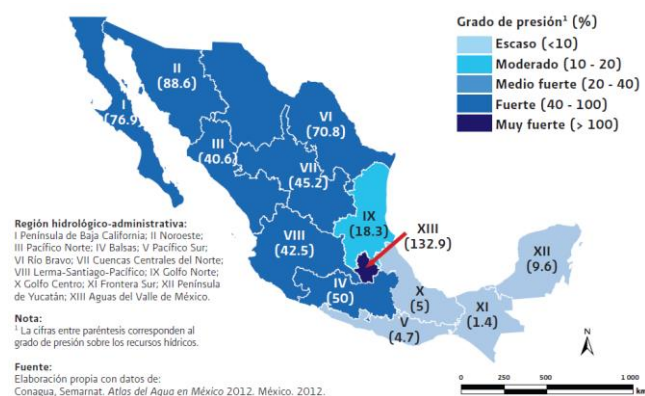 Grado de presión¹ (%)
Escaso (<10)
Moderado (10 - 20)
Medio fuerte (20 - 40)
Fuerte (40 - 100)
Muy fuerte (> 100)
II
(88.6)
I
(76.9)
VI
(70.8)
III
(40.6)
VII
(45.2)
IX
(18.3)
XIII
(132.9)
VIII
(42.5)
XII
(9.6)
IV
(50)
X
(5)
XI
(1.4)
V
(4.7)
Región hidrológico-administrativa:
I Península de Baja California; II Noroeste;
III Pacífico Norte; IV Balsas; V Pacífico Sur;
VI Río Bravo; VII Cuencas Centrales del Norte;
VIII Lerma-Santiago-Pacífico; IX Golfo Norte;
X Golfo Centro; XI Frontera Sur; XII Península
de Yucatán; XIII Aguas del Valle de México.
Nota:
¹ La cifras entre paréntesis corresponden al
grado de presión sobre los recursos hídricos.
Fuente:
Elaboración propia con datos de:
Conagua, Semarnat. Atlas del Agua en México 2012. México. 2012.
N
0 250 500 1 000
km